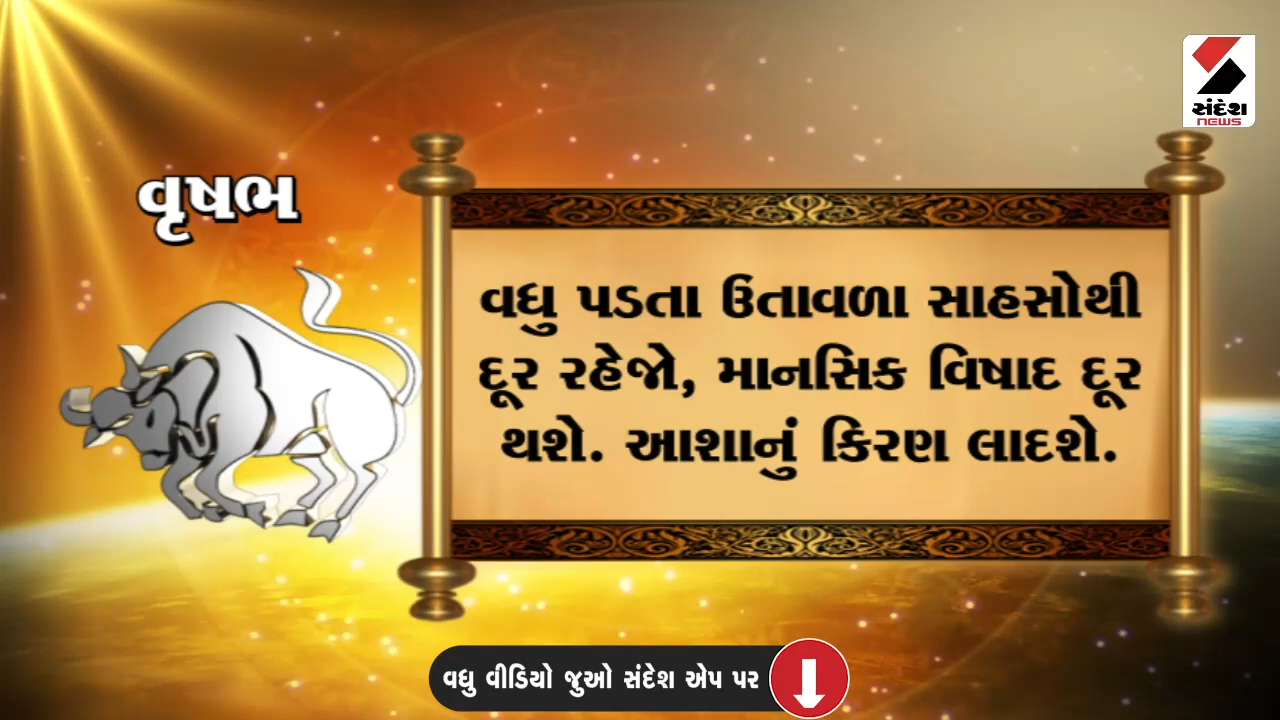 સંદેશ
NEWS
વૃષભ
વધુ પડતા ઉતાવળા સાહસોથી
દૂર રહેજો, માનસિક વિષાદ દૂર
થશે. આશાનું કિરણ લાદશે.
વધુ વીડિયો જુઓ સંદેશ એપ પર